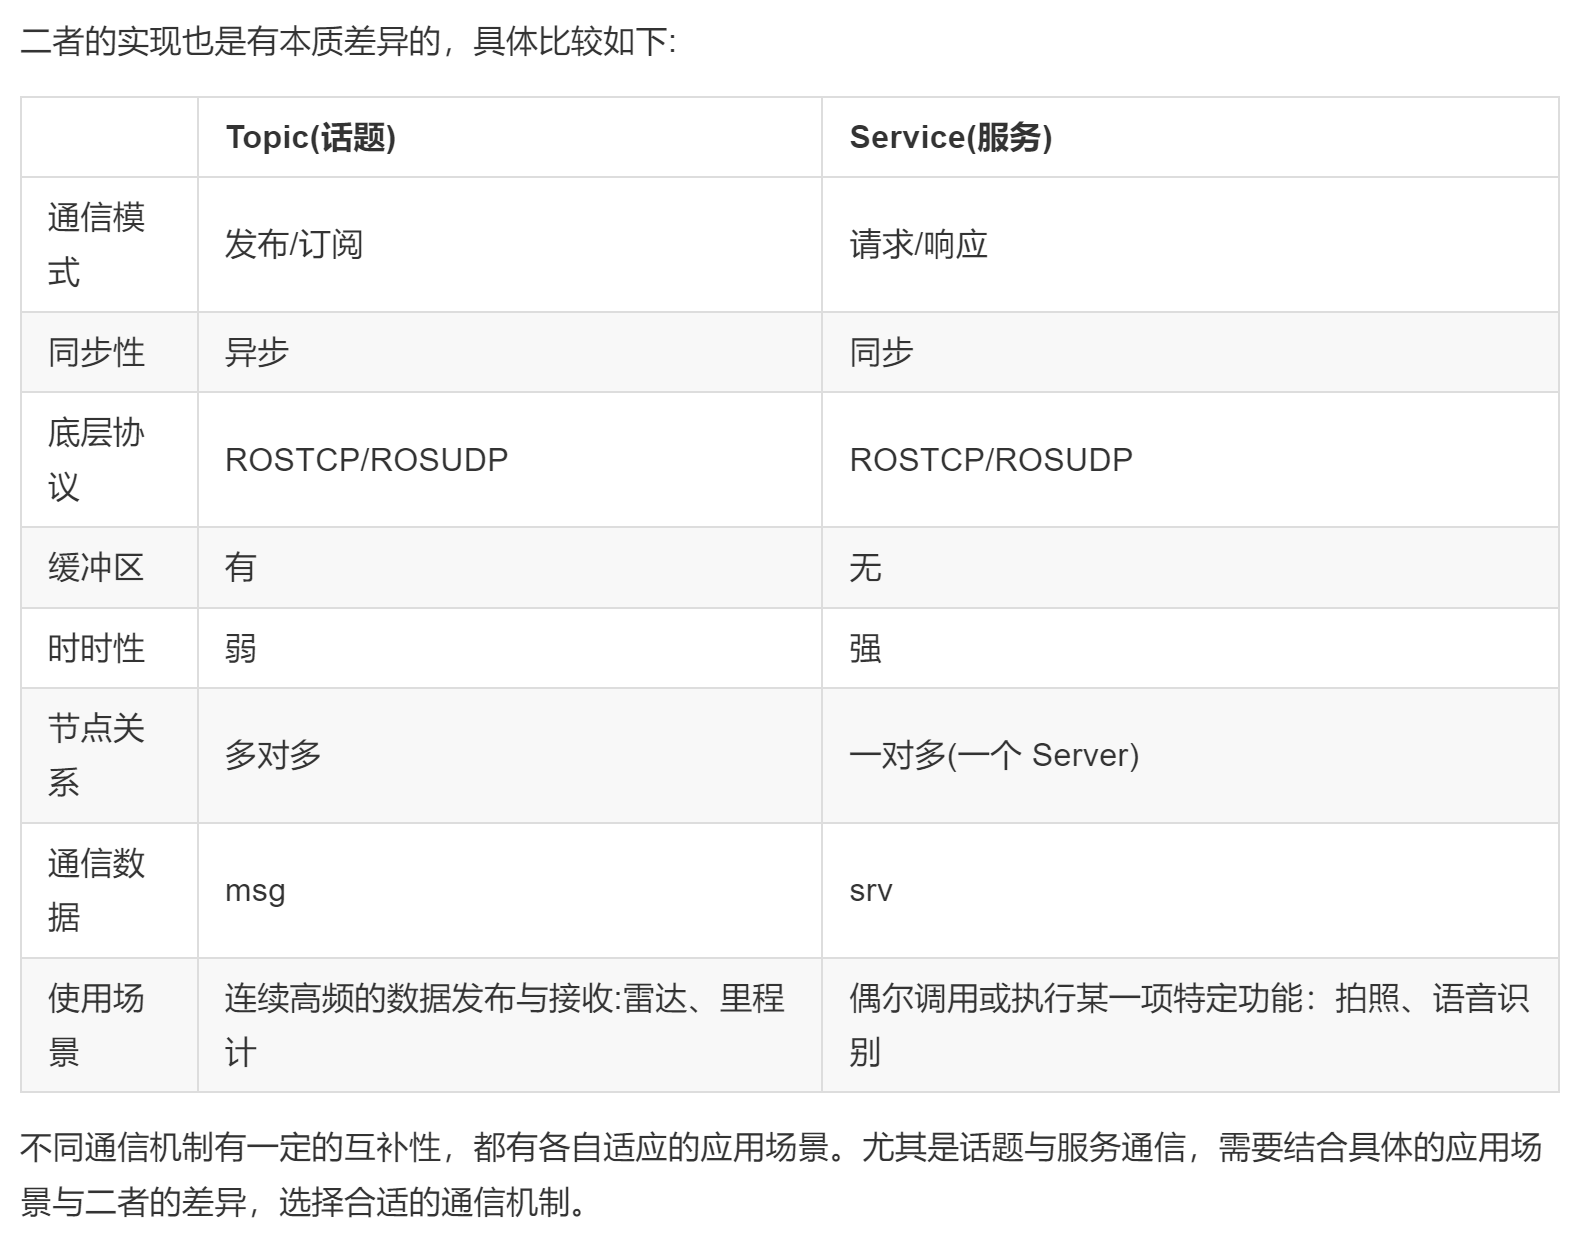 二者的实现也是有本质差异的，具体比较如下:
Topic(话题) Service(服务)
通信模
式
发布/订阅
请求/响应
同步性 异步 同步
底层协
议
ROSTCP/ROSUDP
ROSTCP/ROSUDP
缓冲区 有 无
时时性 弱 强
节点关
系
多对多
一对多(一个 Server)
通信数
据
msg
srv
使用场
景
连续高频的数据发布与接收:雷达、里程
计
偶尔调用或执行某一项特定功能：拍照、语音识
别
不同通信机制有一定的互补性，都有各自适应的应用场景。尤其是话题与服务通信，需要结合具体的应用场
景与二者的差异，选择合适的通信机制。